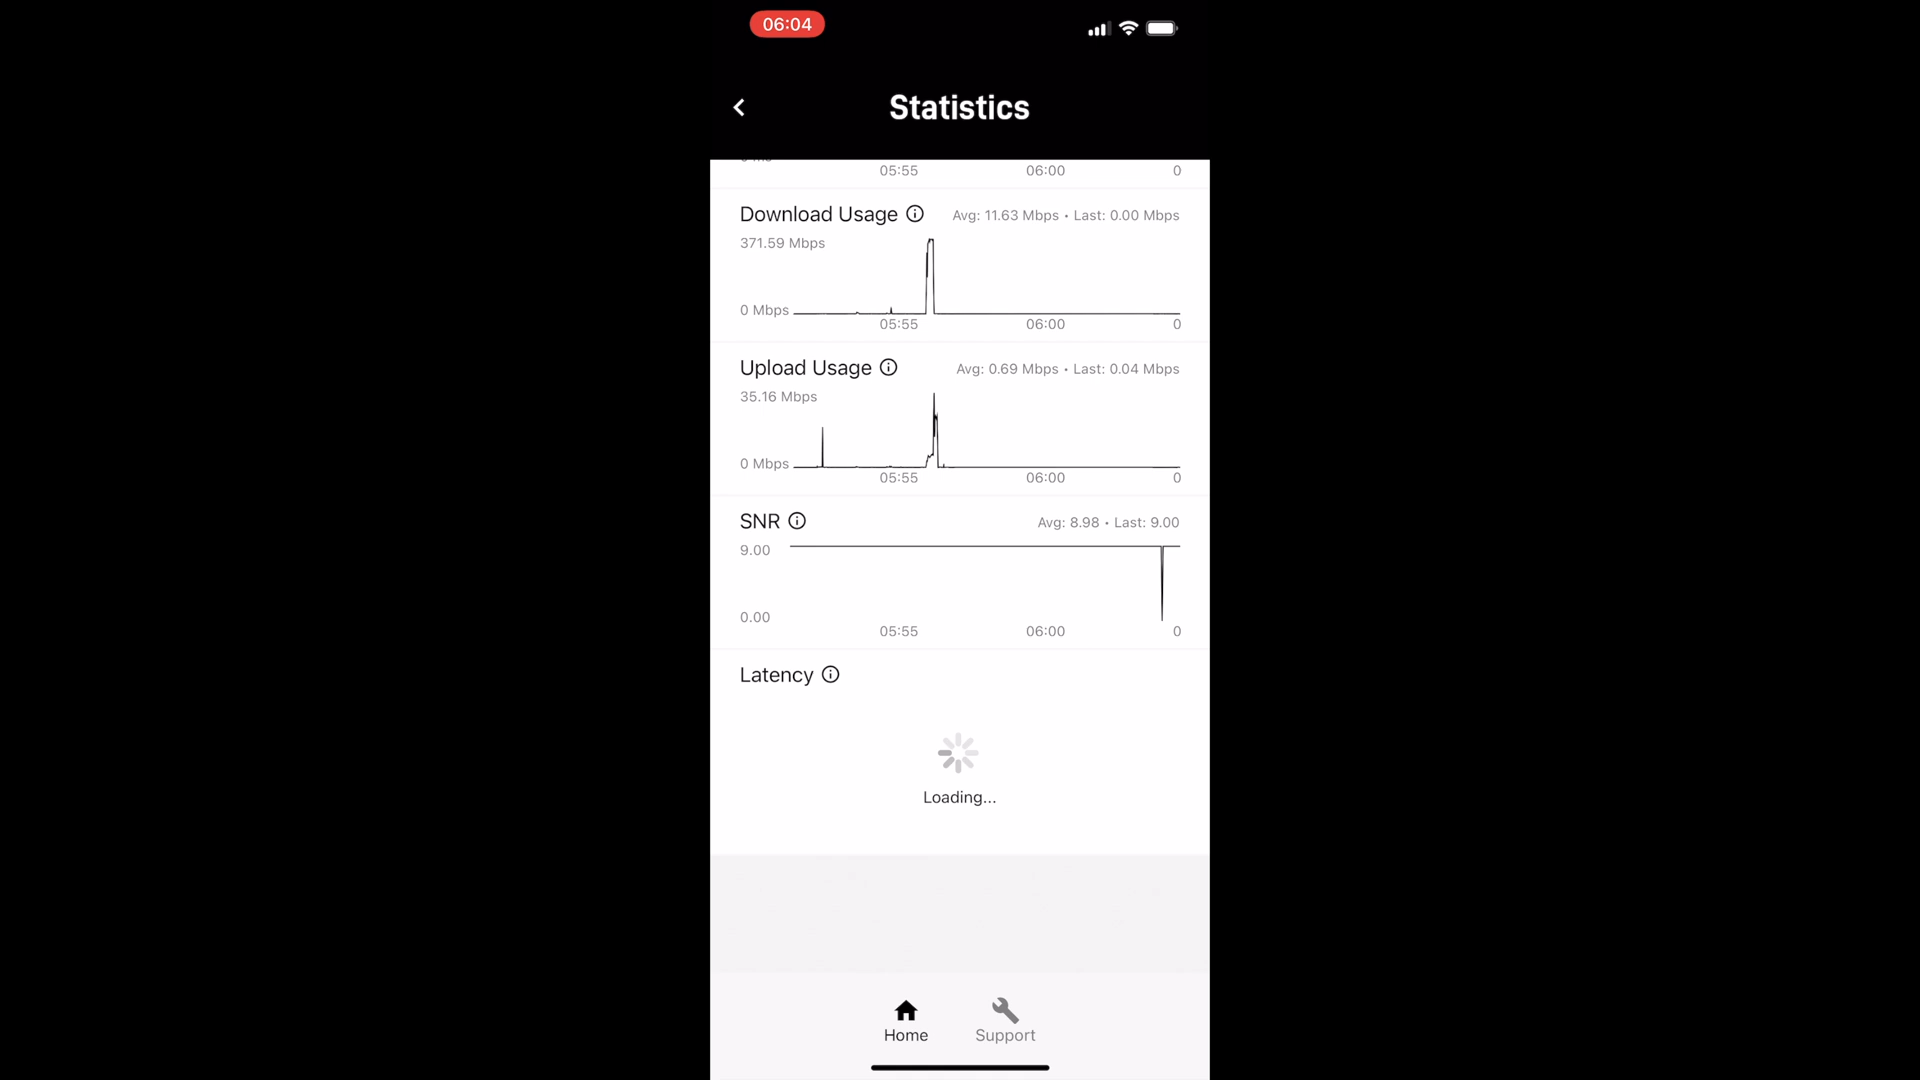 06:04
Statistics
05:55 06:00 0
Download Usage Avg: 11.63 Mbps • Last: 0.00 Mbps
371.59 Mbps
0 Mbps
05:55 06:00 0
Upload Usage Avg: 0.69 Mbps • Last: 0.04 Mbps
35.16 Mbps
0 Mbps
05:55 06:00 0
SNR Avg: 8.98 • Last: 9.00
9.00
0.00
05:55 06:00 0
Latency
Loading...
Home Support